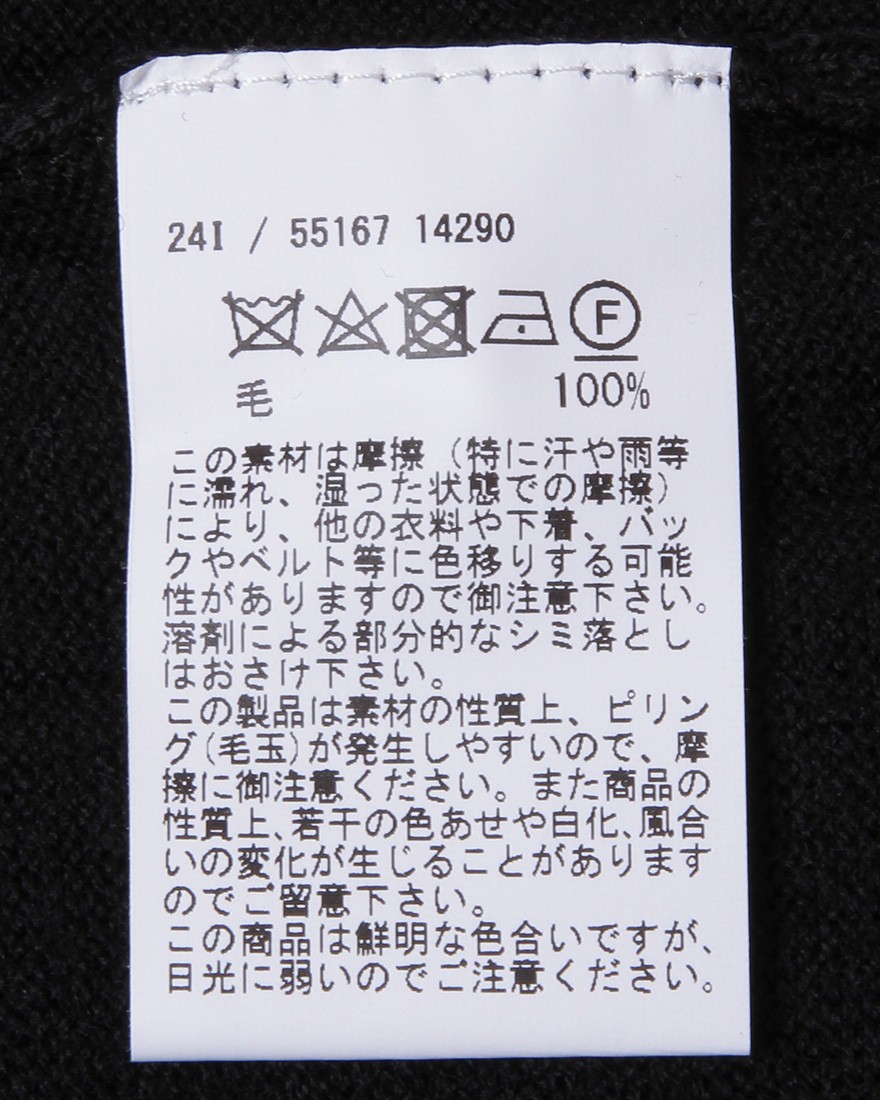 24I / 55167 14290
F
毛 100%
この素材は摩擦（特に汗や雨等
に濡れ、湿った状態での摩擦）
により、他の衣料や下着、バッ
クやベルト等に色移りする可能
性がありますので御注意下さい。
溶剤による部分的なシミ落とし
はおさけ下さい。
この製品は素材の性質上、ピリン
グ(毛玉)が発生しやすいので、摩
擦に御注意ください。また商品の
性質上、若干の色あせや白化、風合
いの変化が生じることがあります
のでご留意下さい。
この商品は鮮明な色合いですが、
日光に弱いのでご注意ください。